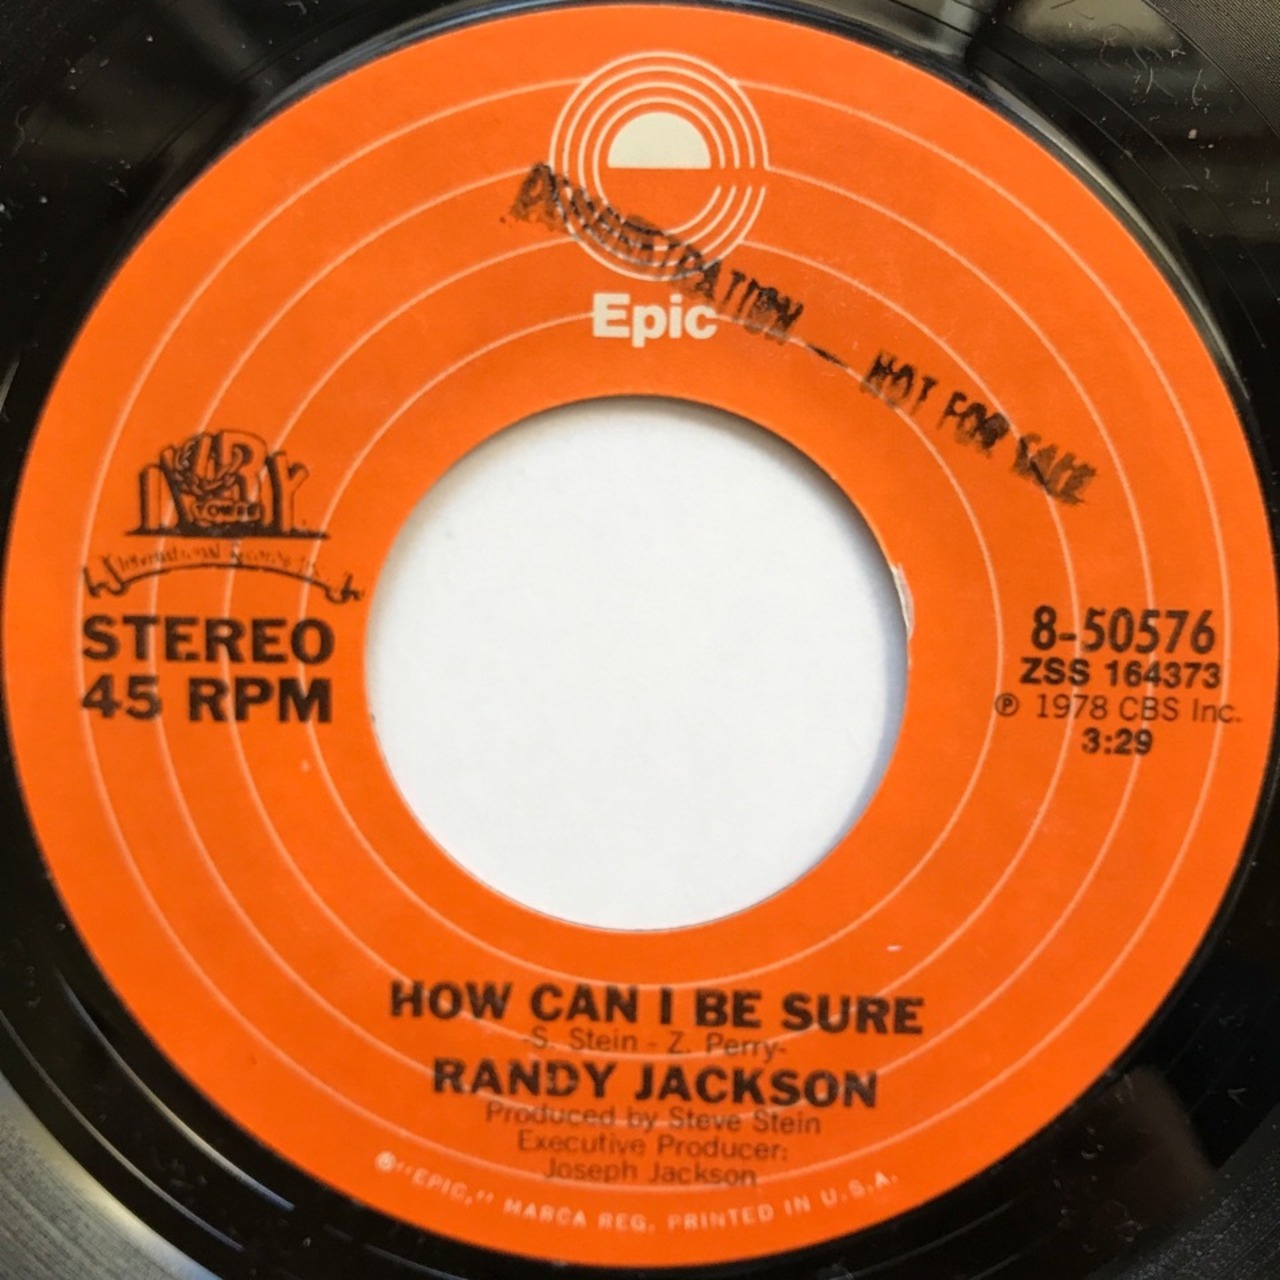 Epic
DEMONSTRATION — NOT FOR SALE
IVORY
TOWER
International Records
STEREO
45 RPM
8-50576
ZSS 164373
℗ 1978 CBS Inc.
3:29
HOW CAN I BE SURE
-S. Stein - Z. Perry-
RANDY JACKSON
Produced by Steve Stein
Executive Producer:
Joseph Jackson
®"EPIC," MARCA REG. PRINTED IN U.S.A.